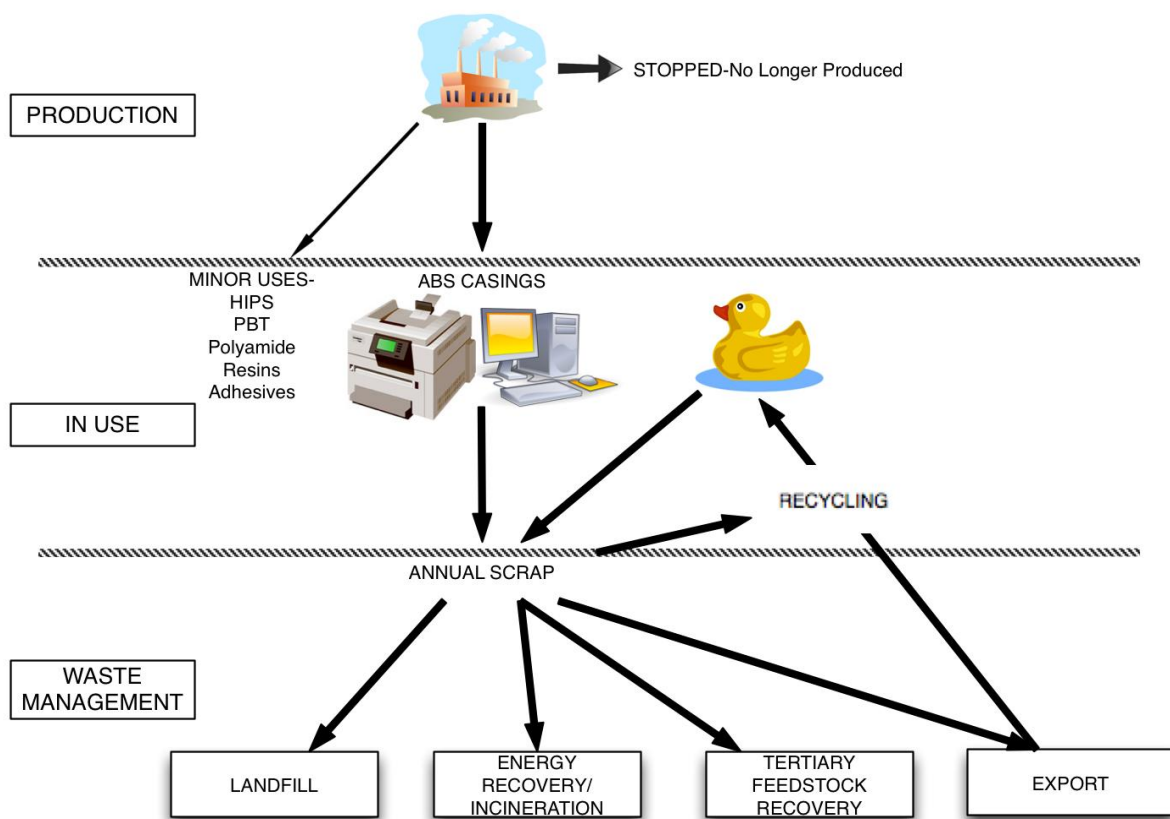 STOPPED-No Longer Produced
PRODUCTION
MINOR USES-
HIPS
PBT
Polyamide
Resins
Adhesives
ABS CASINGS
IN USE
RECYCLING
ANNUAL SCRAP
WASTE
MANAGEMENT
LANDFILL
ENERGY
RECOVERY/
INCINERATION
TERTIARY
FEEDSTOCK
RECOVERY
EXPORT